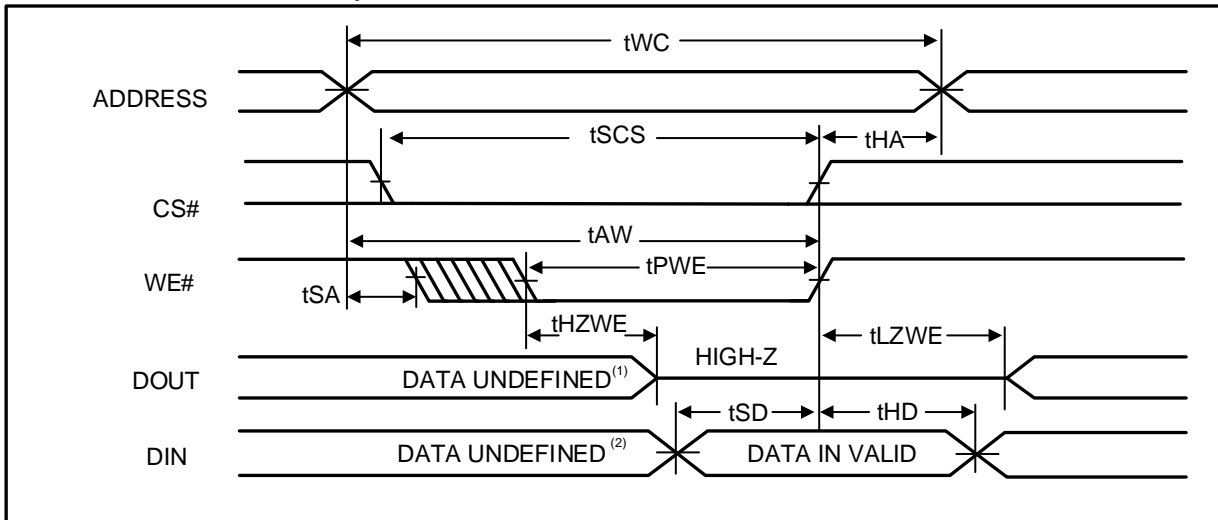 tWC
ADDRESS
tSCS
tHA
CS#
tAW
tPWE
WE#
tSA
tHZWE
tLZWE
HIGH-Z
DOUT
DATA UNDEFINED(1)
tSD
tHD
DIN
DATA UNDEFINED (2)
DATA IN VALID